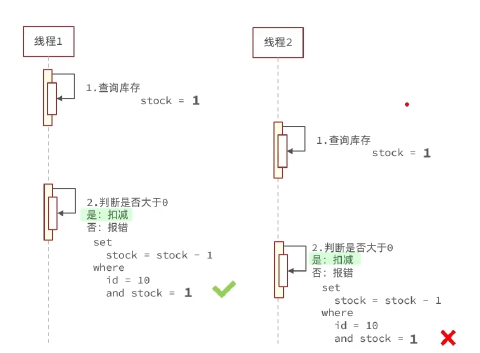 线程1
1.查询库存
stock = 1
2.判断是否大于0
是：扣减
否：报错
set
stock = stock - 1
where
id = 10
and stock = 1
线程2
1.查询库存
stock = 1
2.判断是否大于0
是：扣减
否：报错
set
stock = stock - 1
where
id = 10
and stock = 1